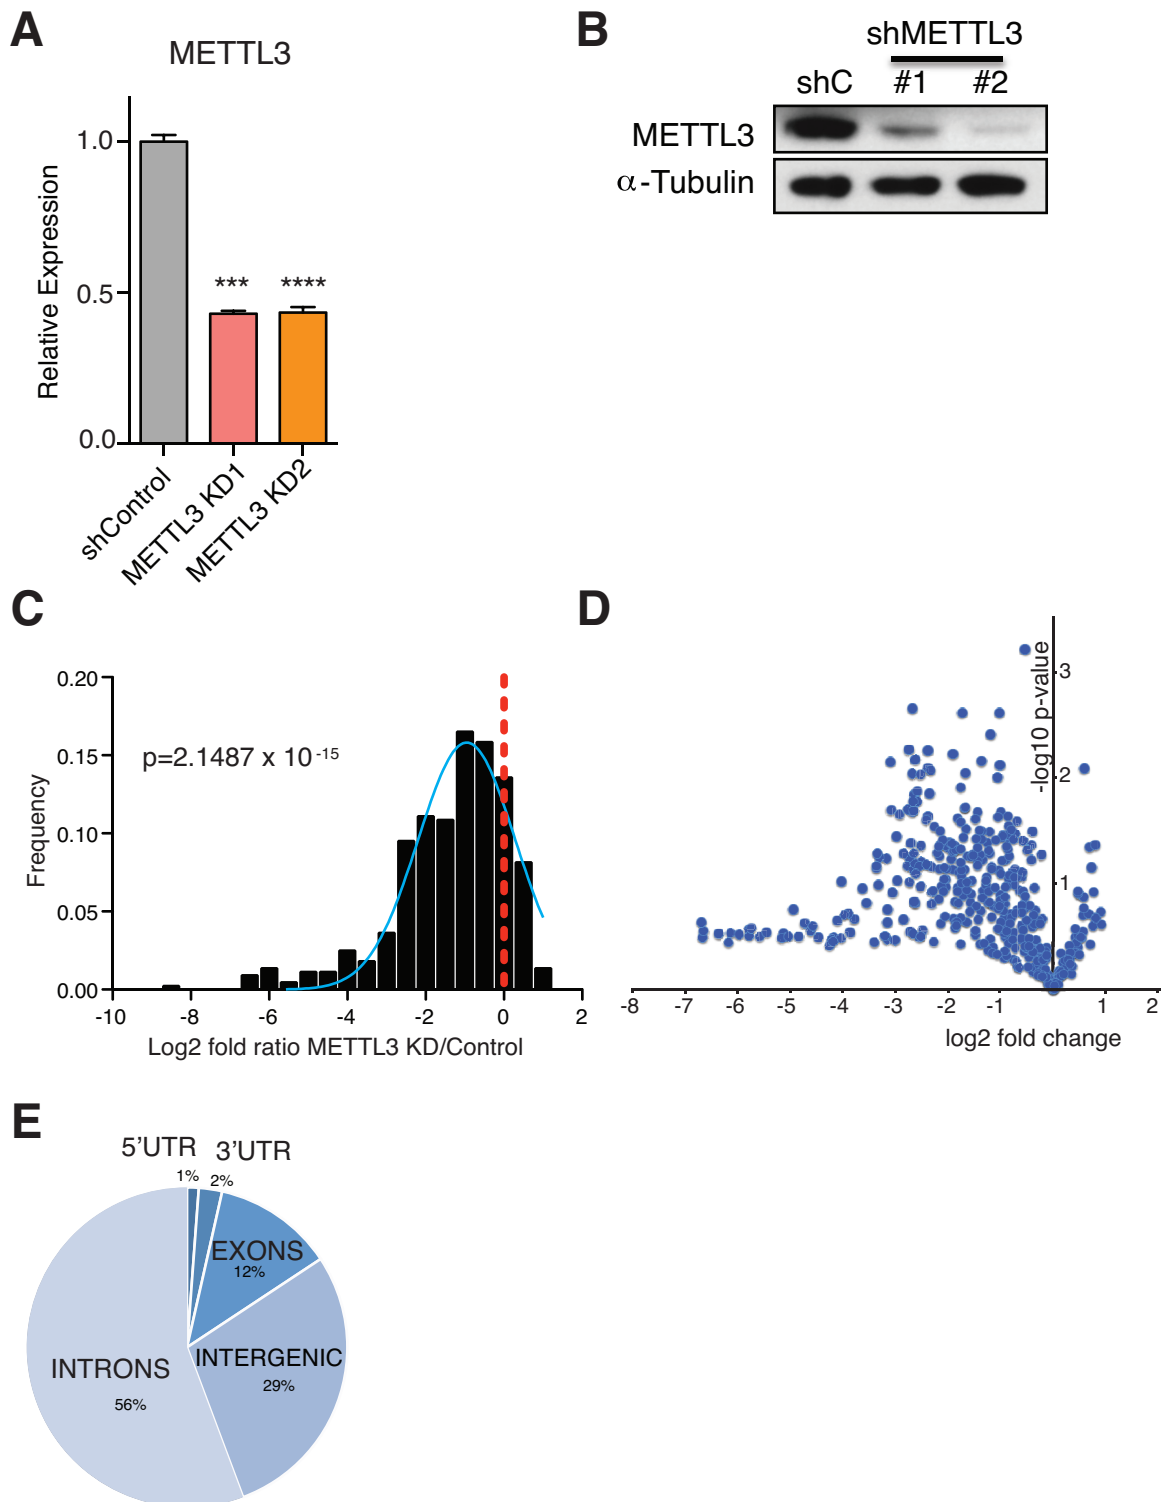 A
METTL3
Relative Expression
1.0
0.5
0.0
***
****
shControl
METTL3 KD1
METTL3 KD2
B
shMETTL3
shC #1 #2
METTL3
α-Tubulin
C
p=2.1487 x 10 -15
Frequency
0.20
0.15
0.10
0.05
0.00
-10 -8 -6 -4 -2 0 2
Log2 fold ratio METTL3 KD/Control
D
-log10 p-value
3
2
1
-8 -7 -6 -5 -4 -3 -2 -1 1 2
log2 fold change
E
5'UTR 3'UTR
1% 2%
EXONS
12%
INTERGENIC
29%
INTRONS
56%